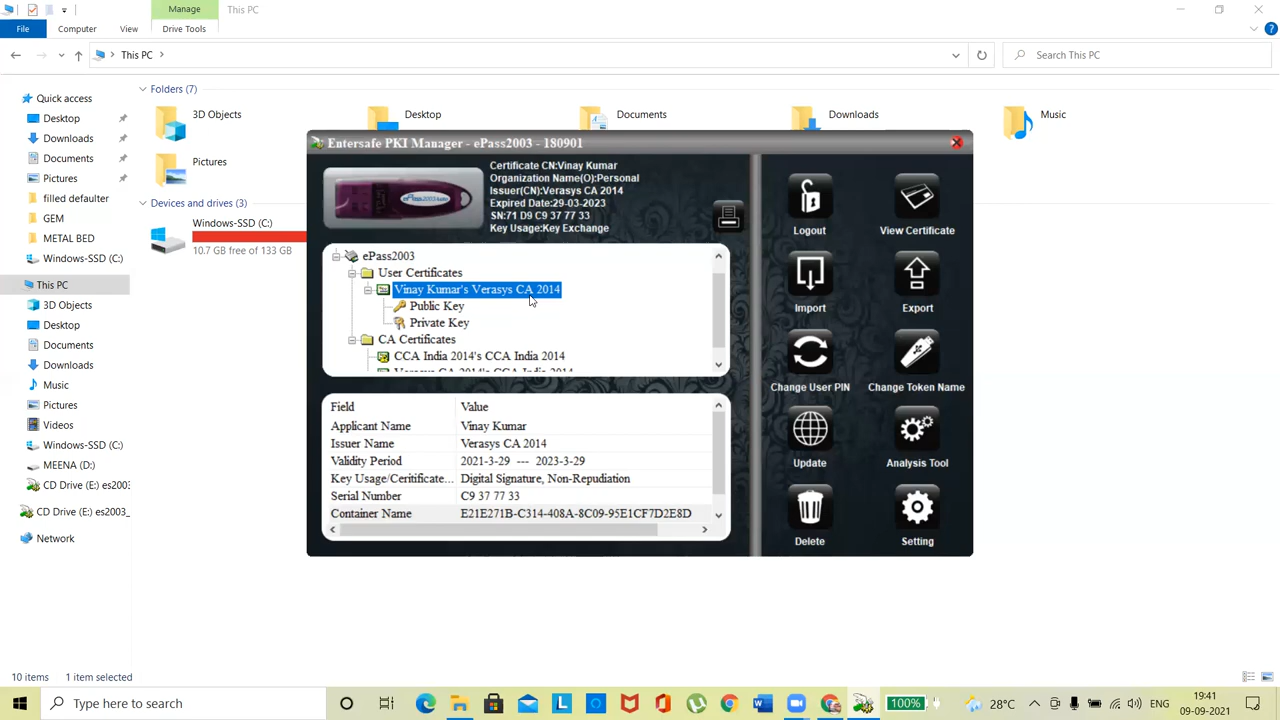 Manage
This PC
File
Computer
View
Drive Tools
This PC
Search This PC
Quick access
Desktop
Downloads
Documents
Pictures
filled defaulter
GEM
METAL BED
Windows-SSD (C:)
This PC
3D Objects
Desktop
Documents
Downloads
Music
Pictures
Videos
Windows-SSD (C:)
MEENA (D:)
CD Drive (E:) es200:
CD Drive (E:) es2003_
Network
Folders (7)
3D Objects
Desktop
Documents
Downloads
Music
Pictures
Devices and drives (3)
Windows-SSD (C:)
10.7 GB free of 133 GB
Entersafe PKI Manager - ePass2003 - 180901
ePass2003 Auto
Certificate CN:Vinay Kumar
Organization Name(O):Personal
Issuer(CN):Verasys CA 2014
Expired Date:29-03-2023
SN:71 D9 C9 37 77 33
Key Usage:Key Exchange
ePass2003
User Certificates
Vinay Kumar's Verasys CA 2014
Public Key
Private Key
CA Certificates
CCA India 2014's CCA India 2014
Verasys CA 2014's CCA India 2014
Field Value
Applicant Name Vinay Kumar
Issuer Name Verasys CA 2014
Validity Period 2021-3-29 --- 2023-3-29
Key Usage/Certificate... Digital Signature, Non-Repudiation
Serial Number C9 37 77 33
Container Name E21E271B-C314-408A-8C09-95E1CF7D2E8D
Logout
View Certificate
Import
Export
Change User PIN
Change Token Name
Update
Analysis Tool
Delete
Setting
10 items 1 item selected
Type here to search
100%
28°C
ENG
19:41
09-09-2021